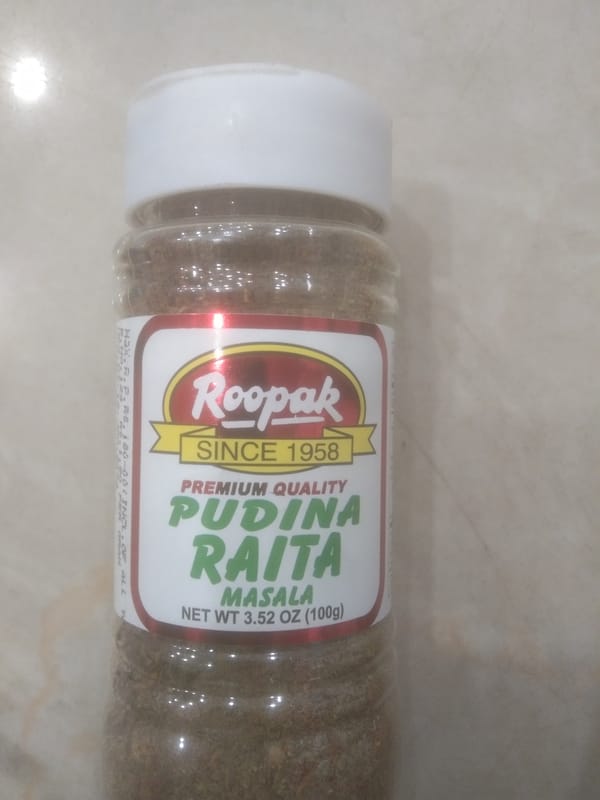 Roopak
SINCE 1958
PREMIUM QUALITY
PUDINA
RAITA
MASALA
NET WT 3.52 OZ (100g)